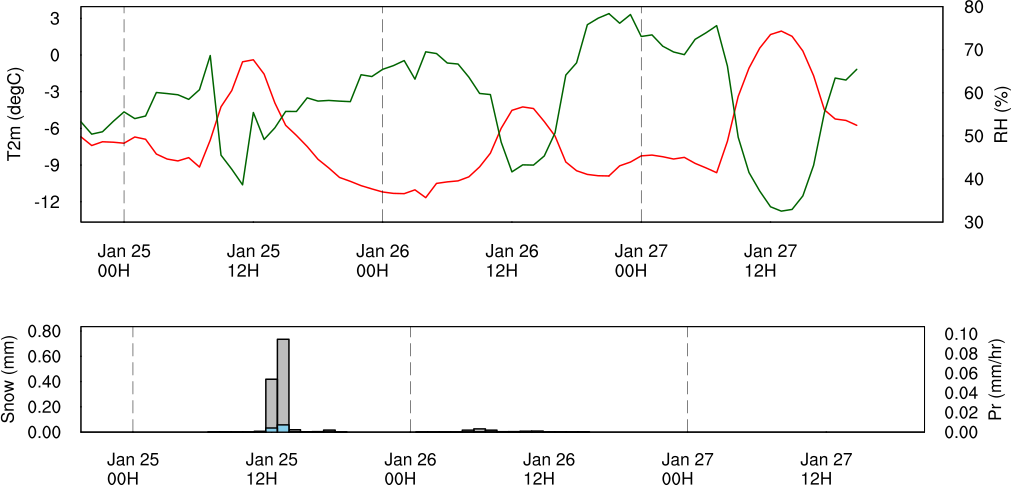 3
0
-3
-6
-9
-12
T2m (degC)
80
70
60
50
40
30
RH (%)
Jan 25 Jan 25 Jan 26 Jan 26 Jan 27 Jan 27
00H 12H 00H 12H 00H 12H
0.80
0.60
0.40
0.20
0.00
Snow (mm)
0.10
0.08
0.06
0.04
0.02
0.00
Pr (mm/hr)
Jan 25 Jan 25 Jan 26 Jan 26 Jan 27 Jan 27
00H 12H 00H 12H 00H 12H